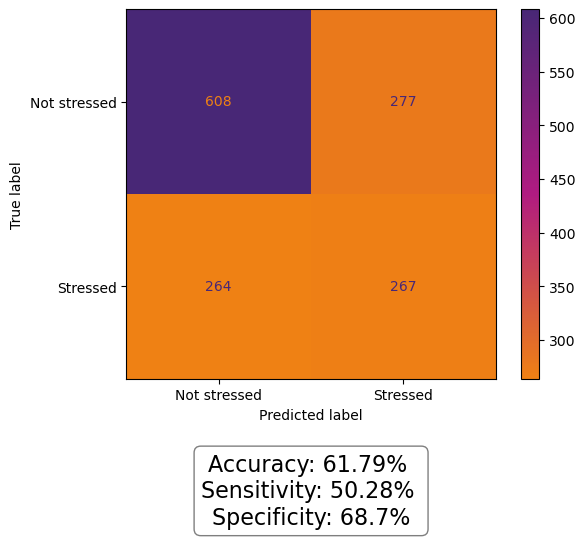 600
Not stressed
608
277
550
500
True label
450
400
350
Stressed
264
267
300
Not stressed
Stressed
Predicted label
Accuracy: 61.79%
Sensitivity: 50.28%
Specificity: 68.7%